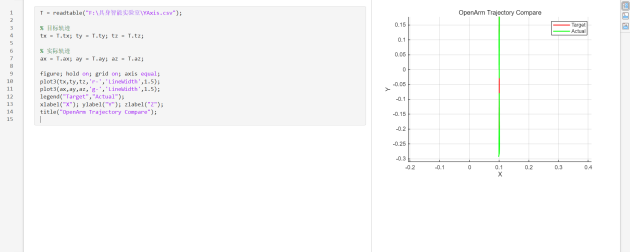 1 T = readtable("F:\具身智能实验室\YAxis.csv");
2
3 % 目标轨迹
4 tx = T.tx; ty = T.ty; tz = T.tz;
5
6 % 实际轨迹
7 ax = T.ax; ay = T.ay; az = T.az;
8
9 figure; hold on; grid on; axis equal;
10 plot3(tx,ty,tz,'r-','LineWidth',1.5);
11 plot3(ax,ay,az,'g-','LineWidth',1.5);
12 legend("Target","Actual");
13 xlabel("X"); ylabel("Y"); zlabel("Z");
14 title("OpenArm Trajectory Compare");
15
OpenArm Trajectory Compare
Target
Actual
0.15
0.1
0.05
0
-0.05
-0.1
-0.15
-0.2
-0.25
-0.3
Y
-0.2 -0.1 0 0.1 0.2 0.3 0.4
X